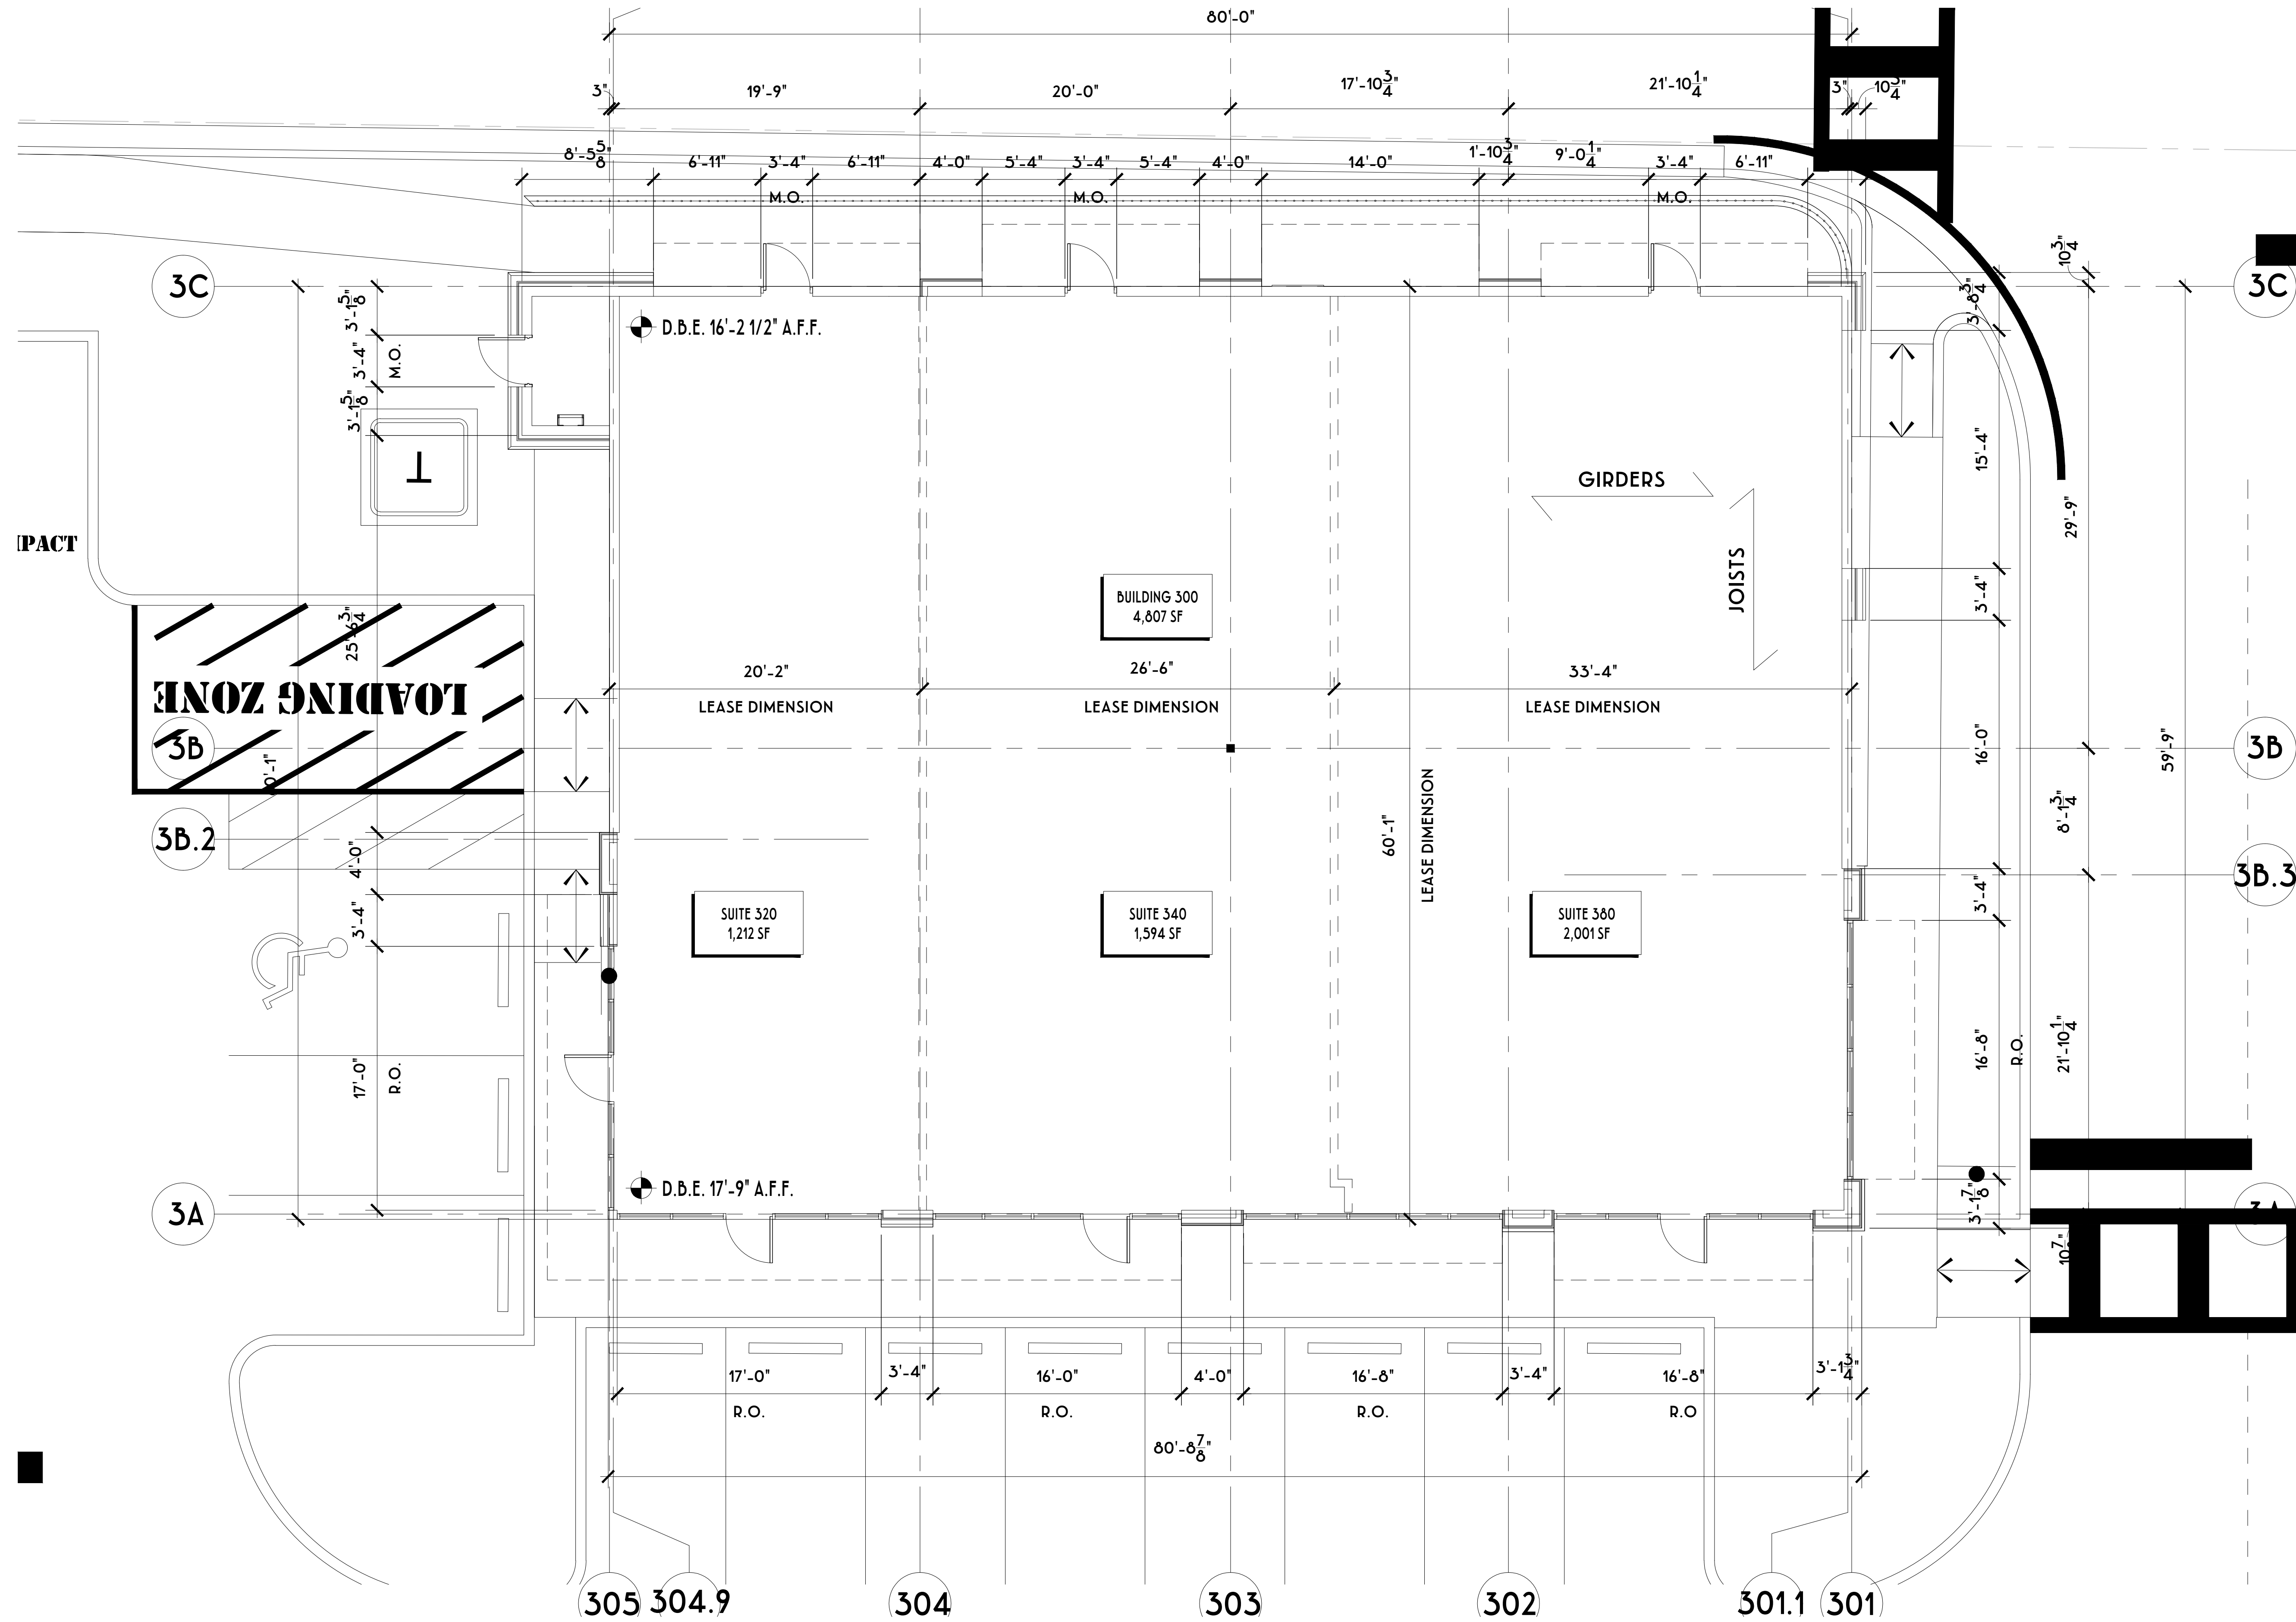 80'-0"
3"
19'-9"
20'-0"
17'-10 3/4"
21'-10 1/4"
3"
8'-5 5/8"
6'-11"
3'-4"
6'-11"
4'-0"
5'-4"
3'-4"
5'-4"
4'-0"
14'-0"
1'-10 3/4"
9'-0 1/4"
3'-4"
6'-11"
M.O.
M.O.
M.O.
10 3/4"
3C
3C
3'-1 5/8"
3'-4"
M.O.
3'-1 5/8"
D.B.E. 16'-2 1/2" A.F.F.
3'-8 3/4"
15'-4"
29'-9"
GIRDERS
JOISTS
BUILDING 300
4,807 SF
3'-4"
25'-6 3/4"
20'-2"
26'-6"
33'-4"
LEASE DIMENSION
LEASE DIMENSION
LEASE DIMENSION
LOADING ZONE
3B
3B
16'-0"
59'-9"
8'-1 3/4"
60'-1"
LEASE DIMENSION
3B.2
3B.3
4'-0"
3'-4"
3'-4"
SUITE 320
1,212 SF
SUITE 340
1,594 SF
SUITE 380
2,001 SF
17'-0"
R.O.
16'-8"
R.O.
21'-10 1/4"
D.B.E. 17'-9" A.F.F.
3A
3'-1 7/8"
17'-0"
3'-4"
16'-0"
4'-0"
16'-8"
3'-4"
16'-8"
3'-1 3/4"
R.O.
R.O.
R.O.
R.O
80'-8 7/8"
305
304.9
304
303
302
301.1
301